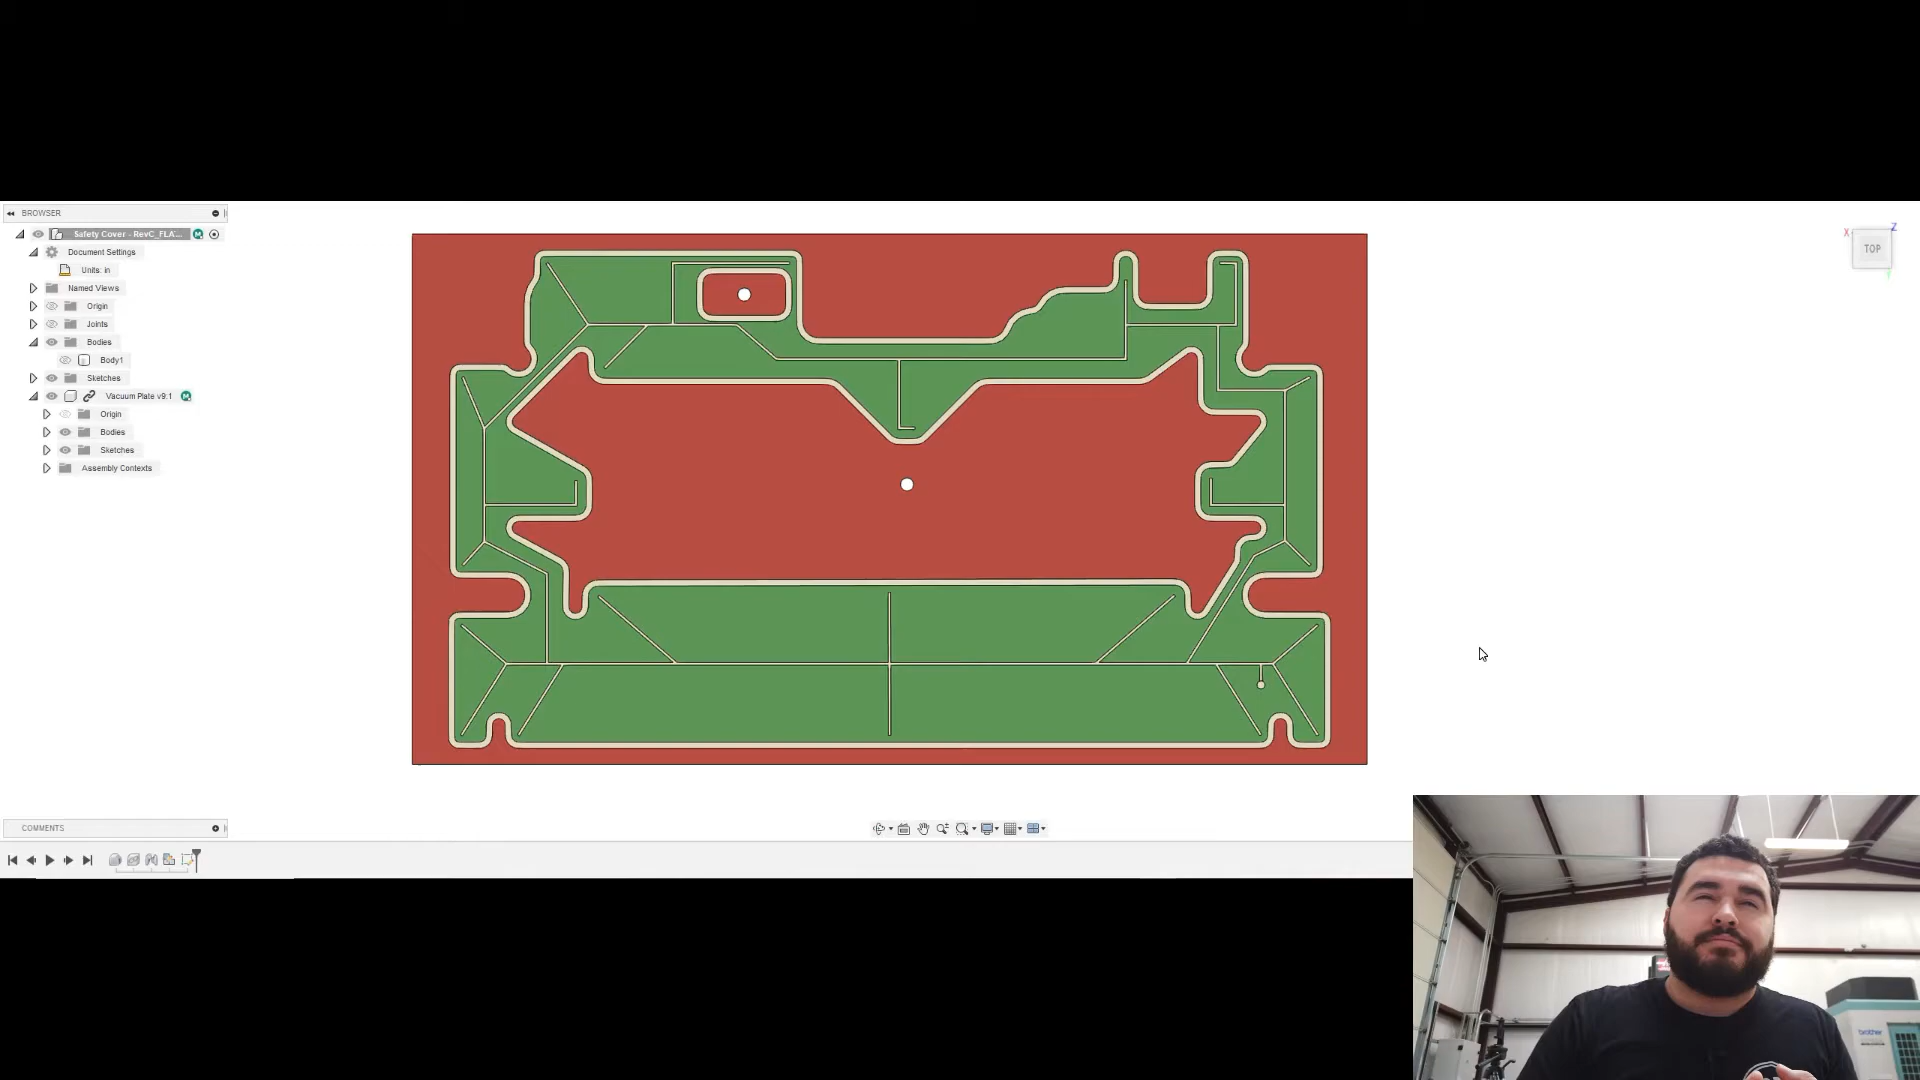 BROWSER
Safety Cover - RevC_FLA'...
Document Settings
Units: in
Named Views
Origin
Joints
Bodies
Body1
Sketches
Vacuum Plate v9:1
Origin
Bodies
Sketches
Assembly Contexts
X
Z
TOP
Y
COMMENTS
brother